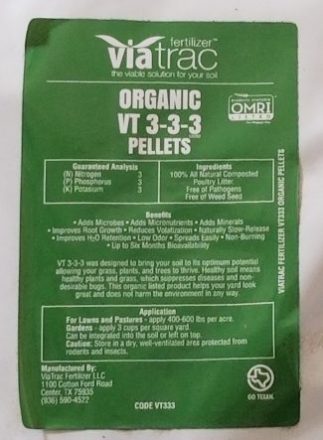 fertilizer™
viatrac
the viable solution for your soil
ORGANIC
VT 3-3-3
PELLETS
OMRI
LISTED
Guaranteed Analysis
(N) Nitrogen 3
(P) Phosphorus 3
(K) Potassium 3
Ingredients
100% All Natural Composted
Poultry Litter.
Free of Pathogens
Free of Weed Seed
Benefits
• Adds Microbes • Adds Micronutrients • Adds Minerals
• Improves Root Growth • Reduces Volatization • Naturally Slow-Release
• Improves H2O Retention • Low Odor • Spreads Easily • Non-Burning
• Up to Six Months Bioavailability
VT 3-3-3 was designed to bring your soil to its optimum potential
allowing your grass, plants, and trees to thrive. Healthy soil means
healthy plants and grass, which suppresses diseases and non-
desirable bugs. This organic listed product helps your yard look
great and does not harm the environment in any way.
Application
For Lawns and Pastures - apply 400-600 lbs per acre.
Gardens - apply 3 cups per square yard.
Can be integrated into the soil or left on top.
Caution: Store in a dry, well-ventilated area protected from
rodents and insects.
Manufactured By:
ViaTrac Fertilizer LLC
1100 Cotton Ford Road
Center, TX 75935
(936) 590-4522
CODE VT333
GO TEXAN.
VIATRAC FERTILIZER VT333 ORGANIC PELLETS